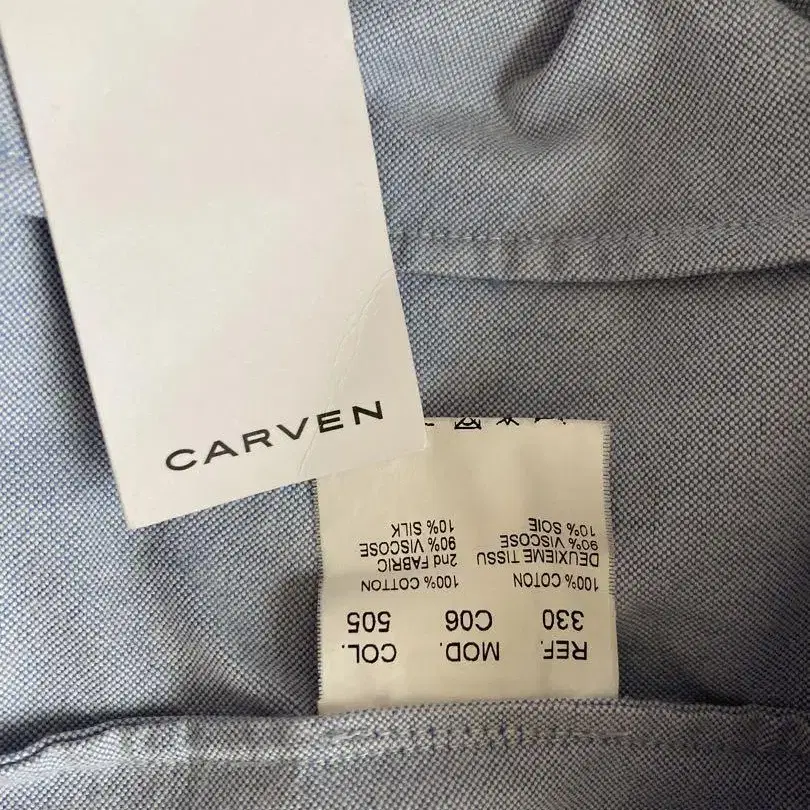 CARVEN
REF. MOD. COL.
330 C06 505
100% COTON 100% COTTON
DEUXIEME TISSU 2nd FABRIC
90% VISCOSE 90% VISCOSE
10% SOIE 10% SILK